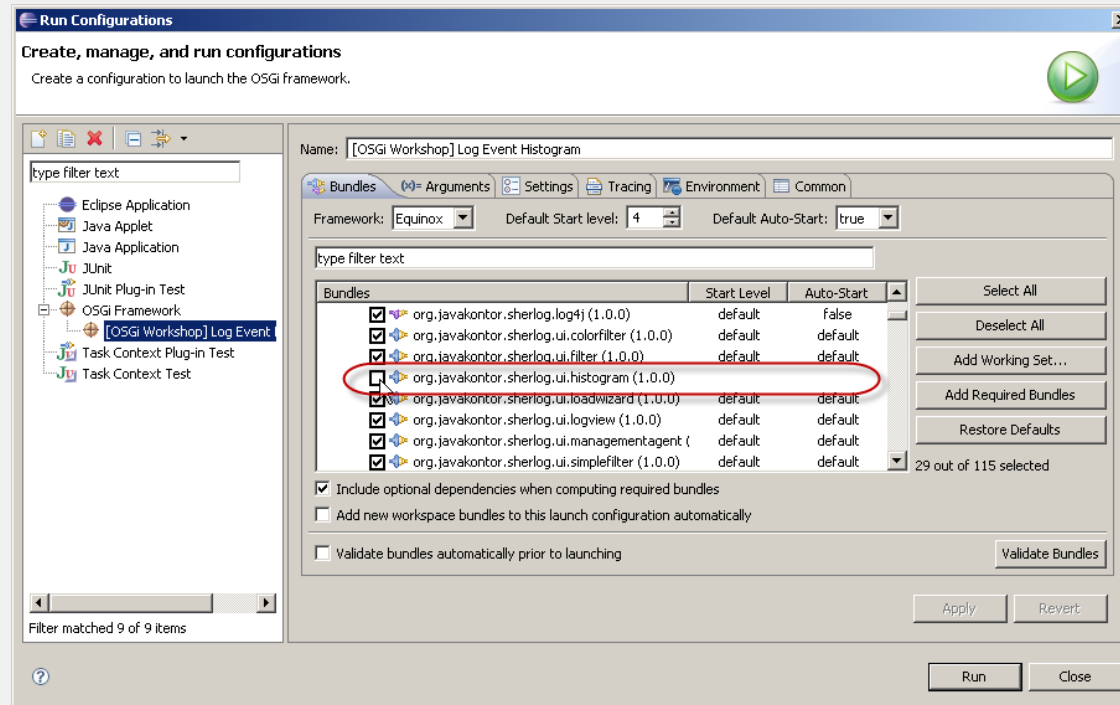 Run Configurations
Create, manage, and run configurations
Create a configuration to launch the OSGi framework.
type filter text
Eclipse Application
Java Applet
Java Application
JUnit
JUnit Plug-in Test
OSGi Framework
[OSGi Workshop] Log Event
Task Context Plug-in Test
Task Context Test
Filter matched 9 of 9 items
Name: [OSGi Workshop] Log Event Histogram
Bundles (x)= Arguments Settings Tracing Environment Common
Framework: Equinox Default Start level: 4 Default Auto-Start: true
type filter text
Bundles Start Level Auto-Start
org.javakontor.sherlog.log4j (1.0.0) default false
org.javakontor.sherlog.ui.colorfilter (1.0.0) default default
org.javakontor.sherlog.ui.filter (1.0.0) default default
org.javakontor.sherlog.ui.histogram (1.0.0)
org.javakontor.sherlog.ui.loadwizard (1.0.0) default default
org.javakontor.sherlog.ui.logview (1.0.0) default default
org.javakontor.sherlog.ui.managementagent ( default default
org.javakontor.sherlog.ui.simplefilter (1.0.0) default default
Select All
Deselect All
Add Working Set...
Add Required Bundles
Restore Defaults
29 out of 115 selected
Include optional dependencies when computing required bundles
Add new workspace bundles to this launch configuration automatically
Validate bundles automatically prior to launching
Validate Bundles
Apply Revert
? Run Close